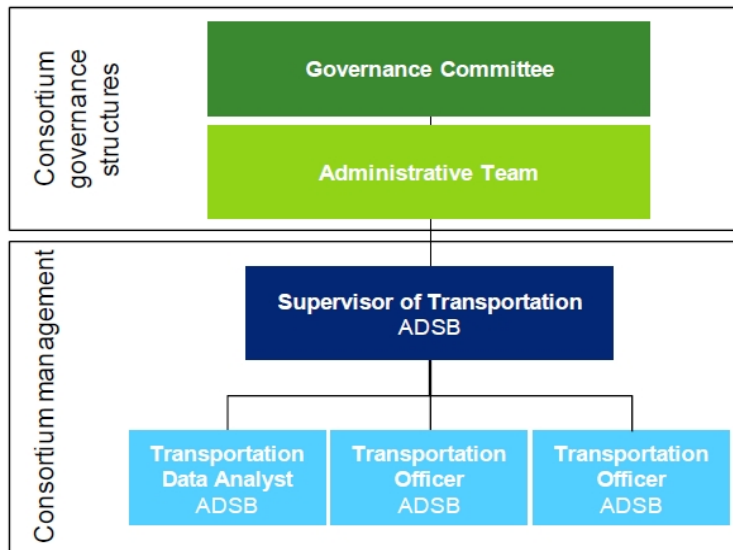 Consortium
governance
structures
Governance Committee
Administrative Team
Consortium management
Supervisor of Transportation
ADSB
Transportation
Data Analyst
ADSB
Transportation
Officer
ADSB
Transportation
Officer
ADSB